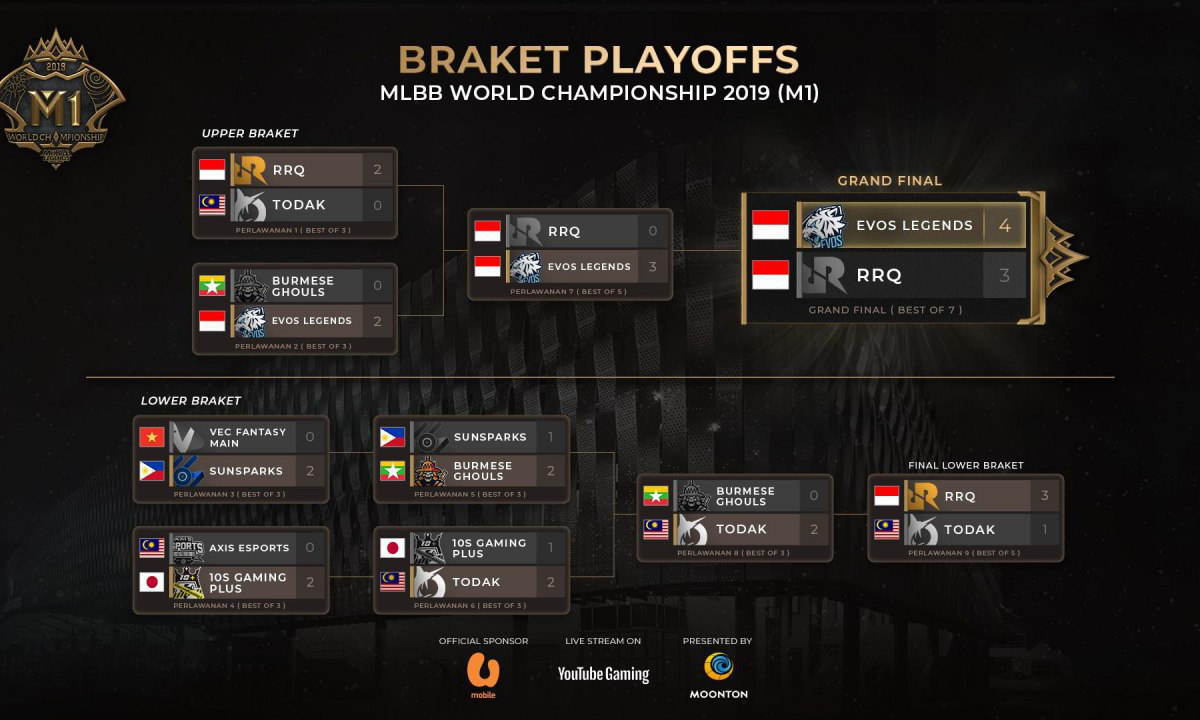 BRAKET PLAYOFFS
MLBB WORLD CHAMPIONSHIP 2019 (M1)
2019
M1
WORLD CHAMPIONSHIP
UPPER BRAKET
RRQ 2
TODAK 0
PERLAWANAN 1 ( BEST OF 3 )
BURMESE
GHOULS 0
EVOS
EVOS LEGENDS 2
PERLAWANAN 2 ( BEST OF 3 )
RRQ 0
EVOS
EVOS LEGENDS 3
PERLAWANAN 7 ( BEST OF 5 )
GRAND FINAL
EVOS
EVOS LEGENDS 4
RRQ 3
GRAND FINAL ( BEST OF 7 )
LOWER BRAKET
VEC FANTASY
MAIN 0
SUNSPARKS 2
PERLAWANAN 3 ( BEST OF 3 )
SUNSPARKS 1
BURMESE
GHOULS 2
PERLAWANAN 5 ( BEST OF 3 )
AXIS ESPORTS 0
10S GAMING
PLUS 2
PERLAWANAN 4 ( BEST OF 3 )
10S GAMING
PLUS 1
TODAK 2
PERLAWANAN 6 ( BEST OF 3 )
BURMESE
GHOULS 0
TODAK 2
PERLAWANAN 8 ( BEST OF 3 )
FINAL LOWER BRAKET
RRQ 3
TODAK 1
PERLAWANAN 9 ( BEST OF 5 )
OFFICIAL SPONSOR
mobile
LIVE STREAM ON
YouTube Gaming
PRESENTED BY
MOONTON